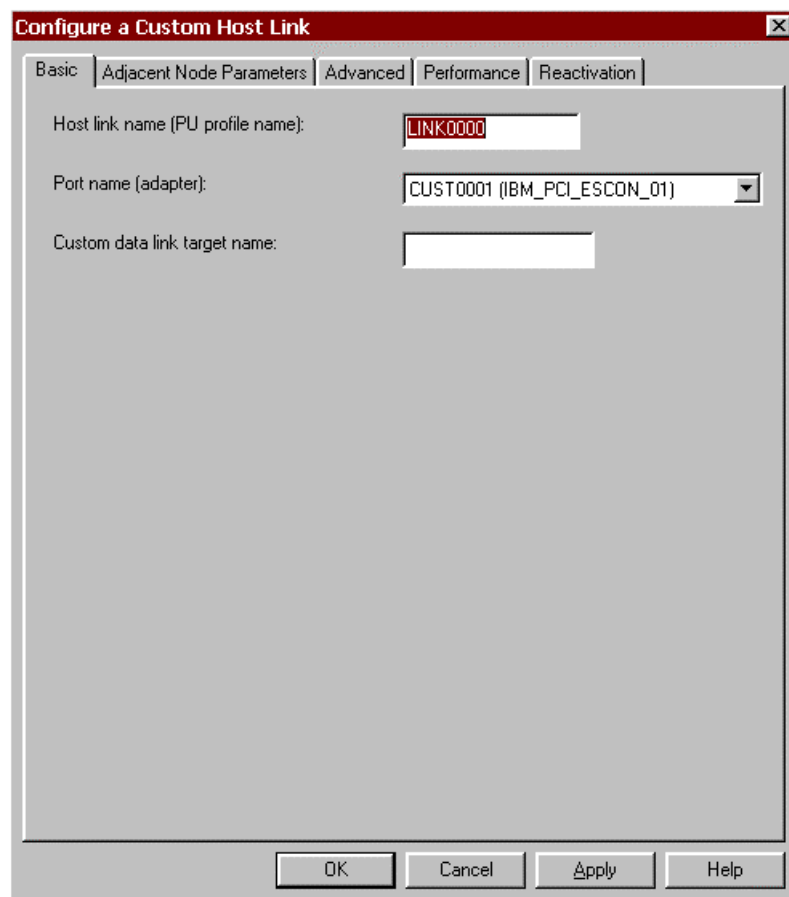 Configure a Custom Host Link
Basic Adjacent Node Parameters Advanced Performance Reactivation
Host link name (PU profile name): LINK0000
Port name (adapter): CUST0001 (IBM_PCI_ESCON_01)
Custom data link target name:
OK Cancel Apply Help